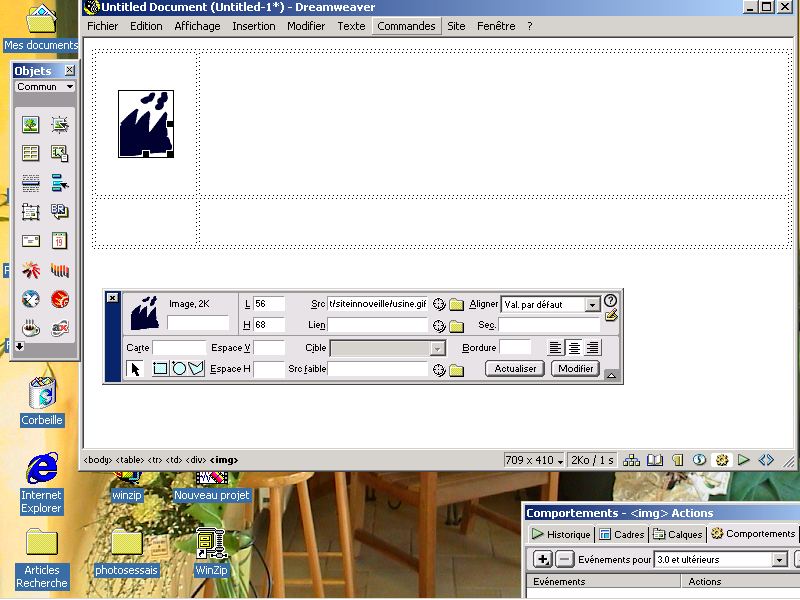 Untitled Document (Untitled-1*) - Dreamweaver
Fichier Edition Affichage Insertion Modifier Texte Commandes Site Fenêtre ?
Mes documents
Objets
Commun
BR
19
Image, 2K
L 56
Src t/siteinnoveille/usine.gif
Aligner Val. par défaut
H 68
Lien
Sec.
Carte
Espace V
Cible
Bordure
Espace H
Src faible
Actualiser
Modifier
Corbeille
<body> <table> <tr> <td> <div> <img>
709 x 410
2Ko / 1 s
Internet
Explorer
winzip
Nouveau projet
Articles
Recherche
photosessais
WinZip
Comportements - <img> Actions
Historique
Cadres
Calques
Comportements
Evénements pour 3.0 et ultérieurs
Evénements
Actions